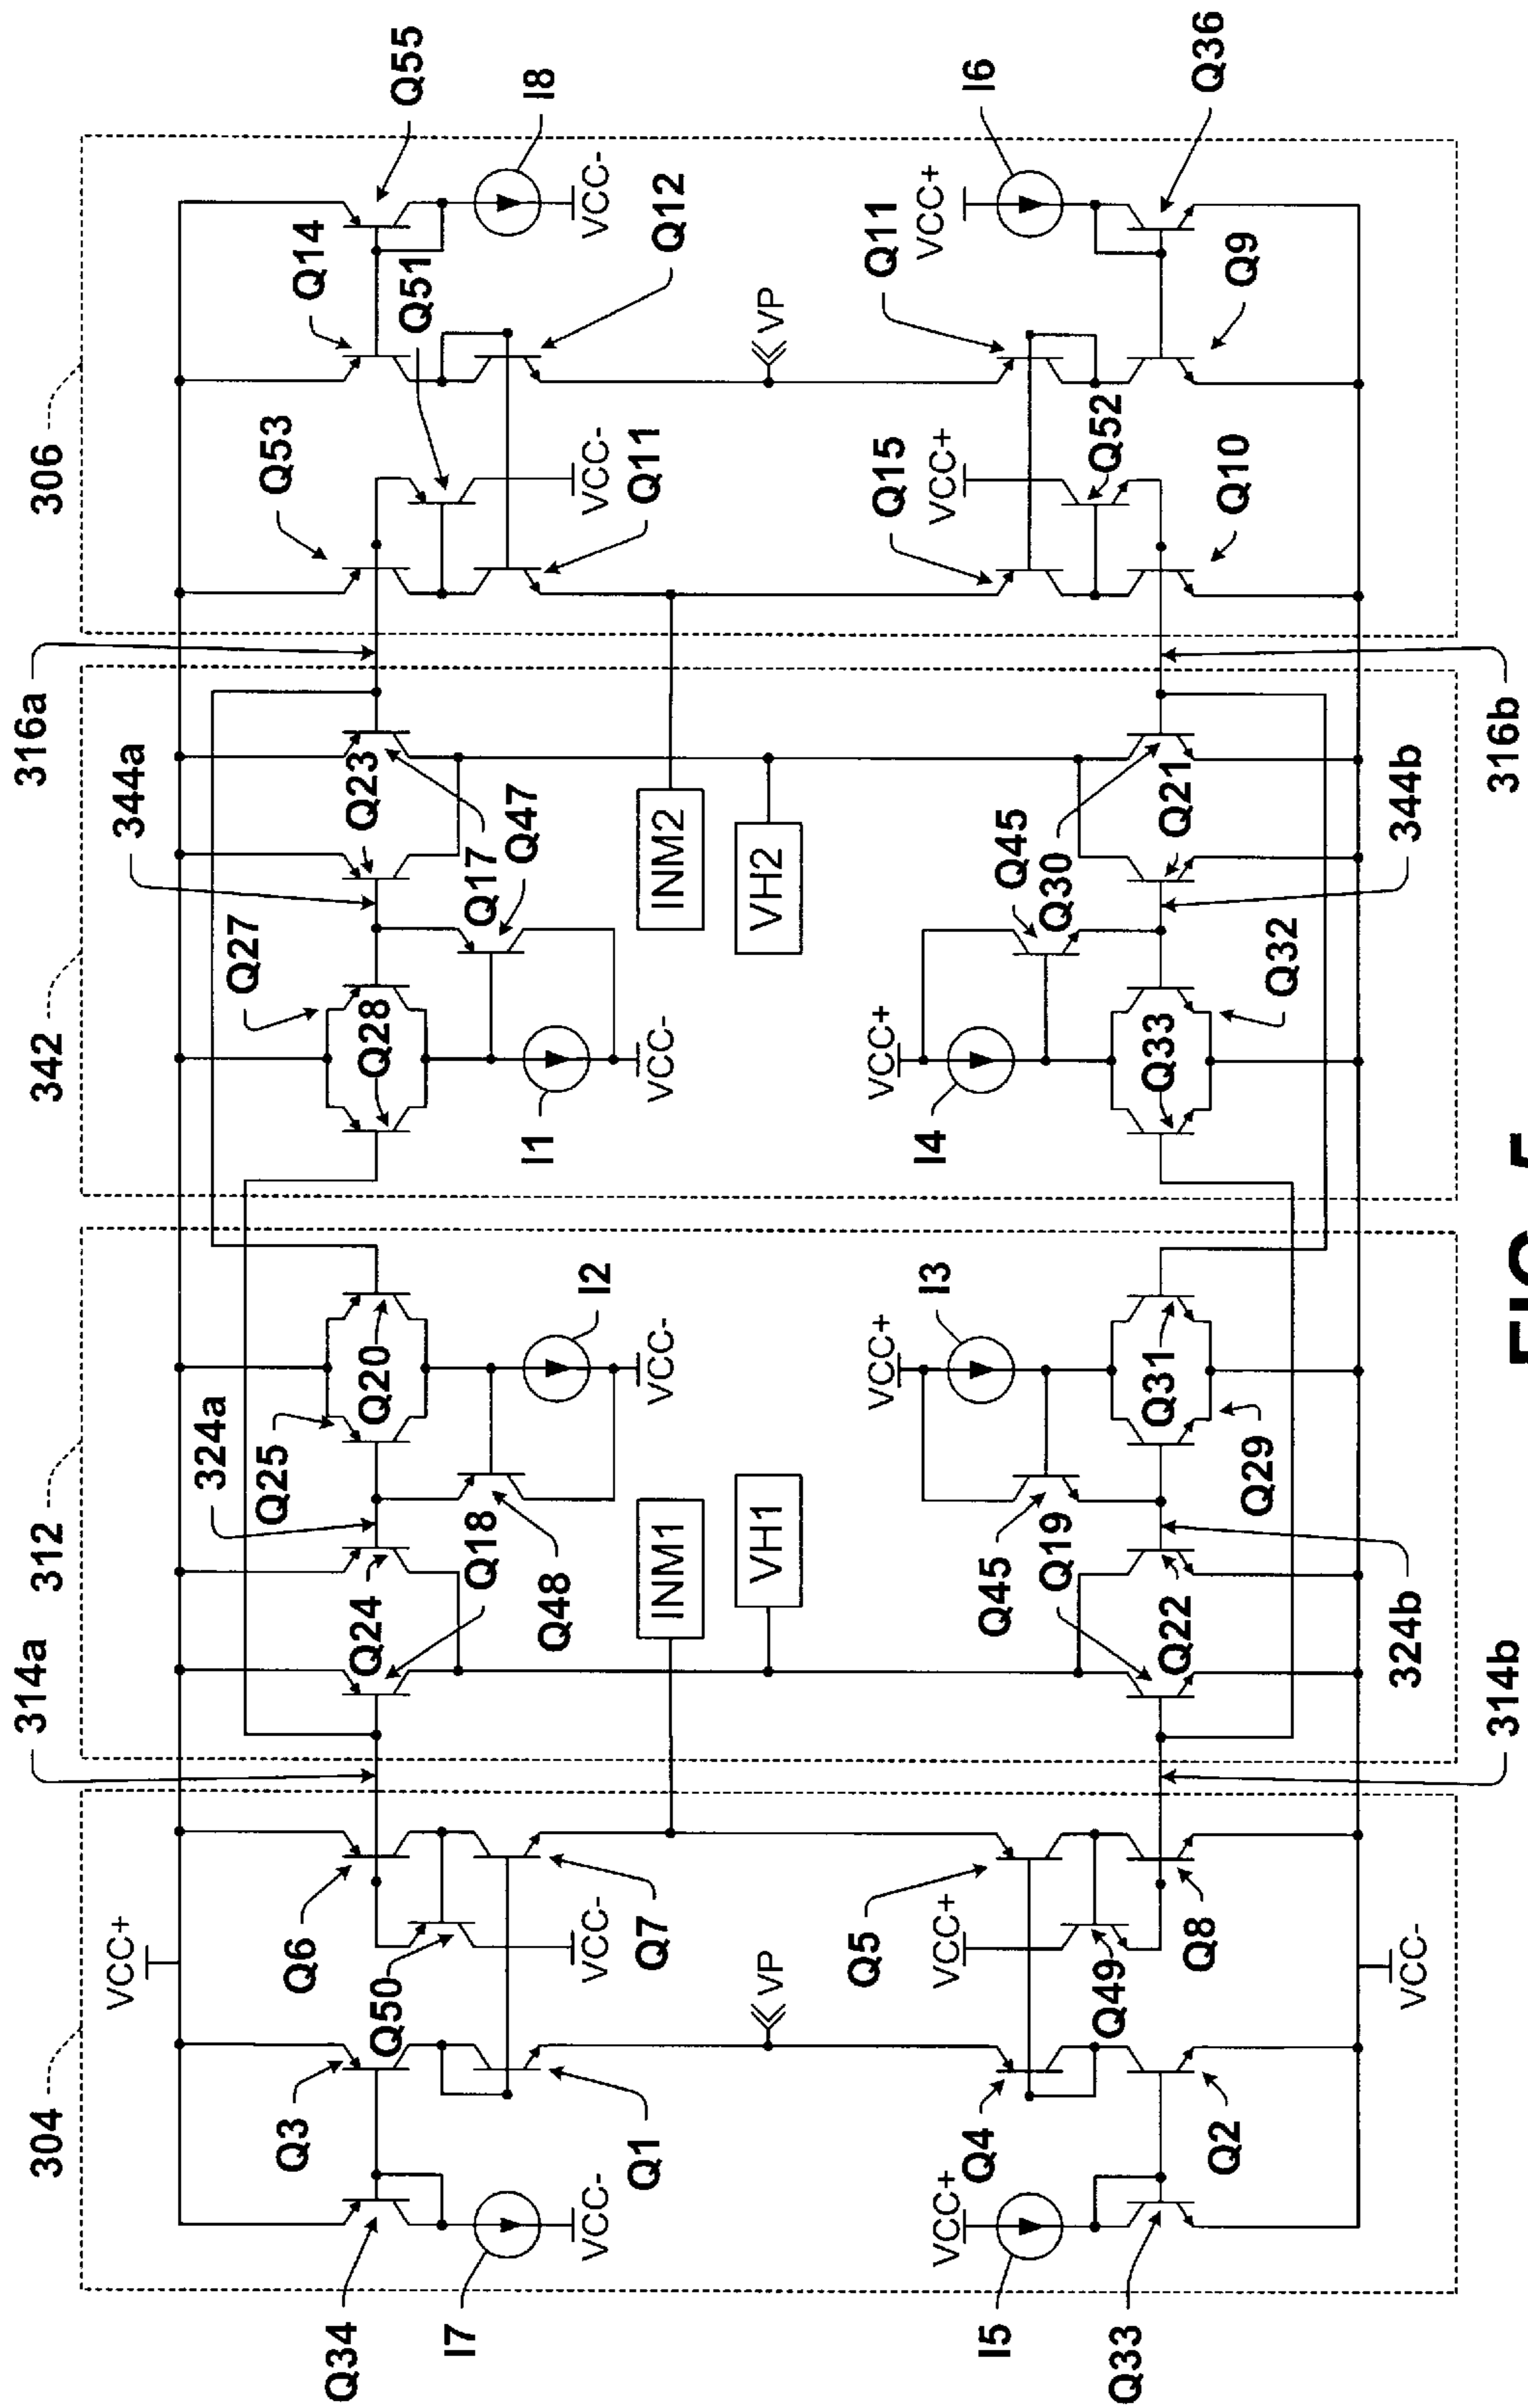 304
312
342
306
314a
316a
VCC+
344a
324a
Q25
Q27
Q53
Q14
Q3
Q6
Q34
Q50
Q24
Q20
Q28
Q23
Q51
Q55
I7
Q18
Q17
Q48
I2
I1
Q47
I8
VCC-
VCC-
VCC-
VCC-
VCC-
VCC-
Q1
Q7
Q11
Q12
INM1
INM2
VP
VH1
VH2
VP
Q5
Q15
Q11
VCC+
VCC+
VCC+
VCC+
VCC+
VCC+
I5
Q4
I3
I4
I6
Q45
Q45
Q19
Q30
Q49
Q52
Q33
Q22
Q31
Q33
Q21
Q2
Q8
Q29
Q32
Q10
Q9
Q36
VCC-
324b
344b
314b
316b